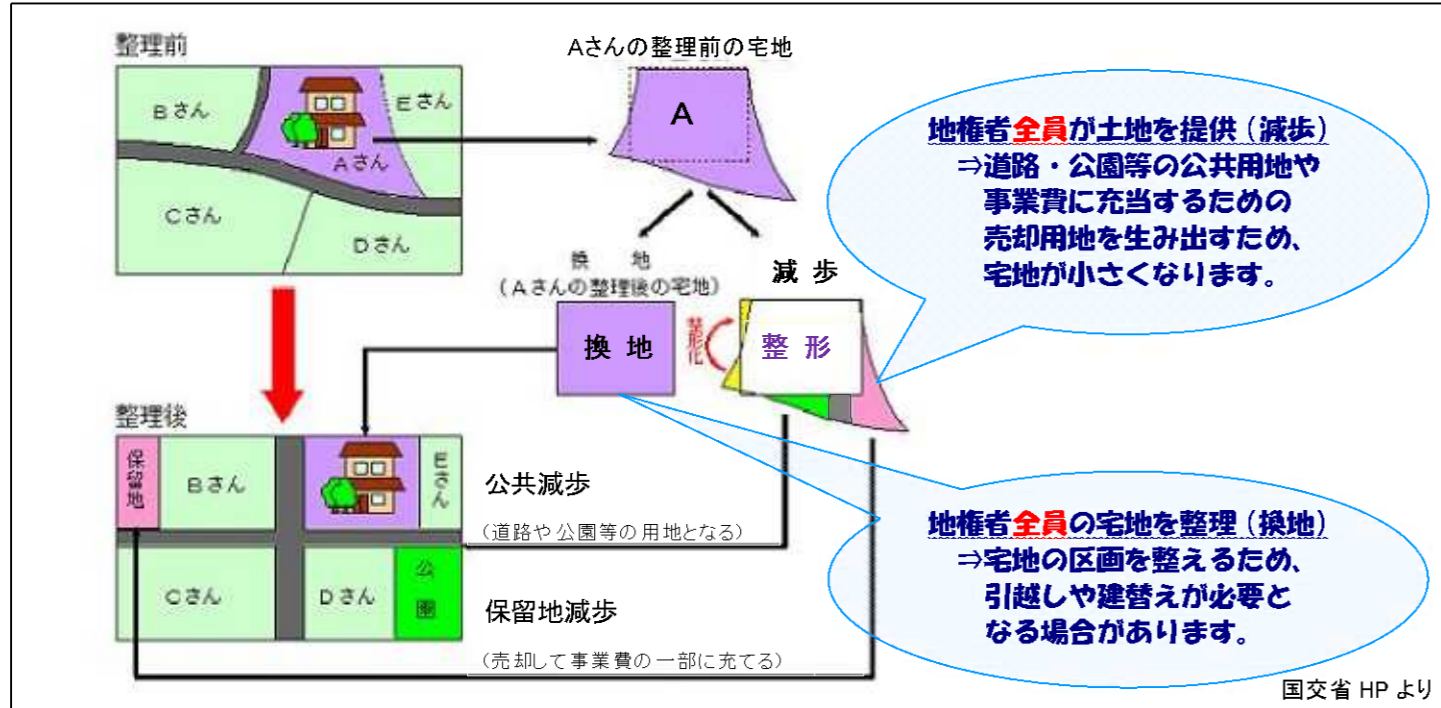 整理前
Bさん
Eさん
Aさん
Cさん
Dさん
Aさんの整理前の宅地
A
換 地
(Aさんの整理後の宅地)
換 地
減 歩
整形化
整 形
地権者全員が土地を提供(減歩)
⇒道路・公園等の公共用地や
事業費に充当するための
売却用地を生み出すため、
宅地が小さくなります。
整理後
保留地
Bさん
Eさん
Cさん
Dさん
公園
公共減歩
(道路や公園等の用地となる)
保留地減歩
(売却して事業費の一部に充てる)
地権者全員の宅地を整理(換地)
⇒宅地の区画を整えるため、
引越しや建替えが必要と
なる場合があります。
国交省 HP より